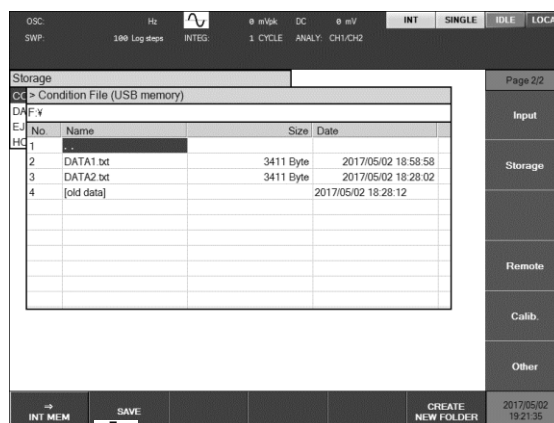 OSC: Hz 0 mVpk DC 0 mV INT SINGLE IDLE LOCA
SWP: 100 Log steps INTEG: 1 CYCLE ANALY: CH1/CH2
Storage
Page 2/2
CO > Condition File (USB memory)
DA F:¥
EJ No. Name Size Date
HO 1 . .
2 DATA1.txt 3411 Byte 2017/05/02 18:58:58
3 DATA2.txt 3411 Byte 2017/05/02 18:28:02
4 [old data] 2017/05/02 18:28:12
Input
Storage
Remote
Calib.
Other
⇒
INT MEM
SAVE
CREATE
NEW FOLDER
2017/05/02
19:21:35